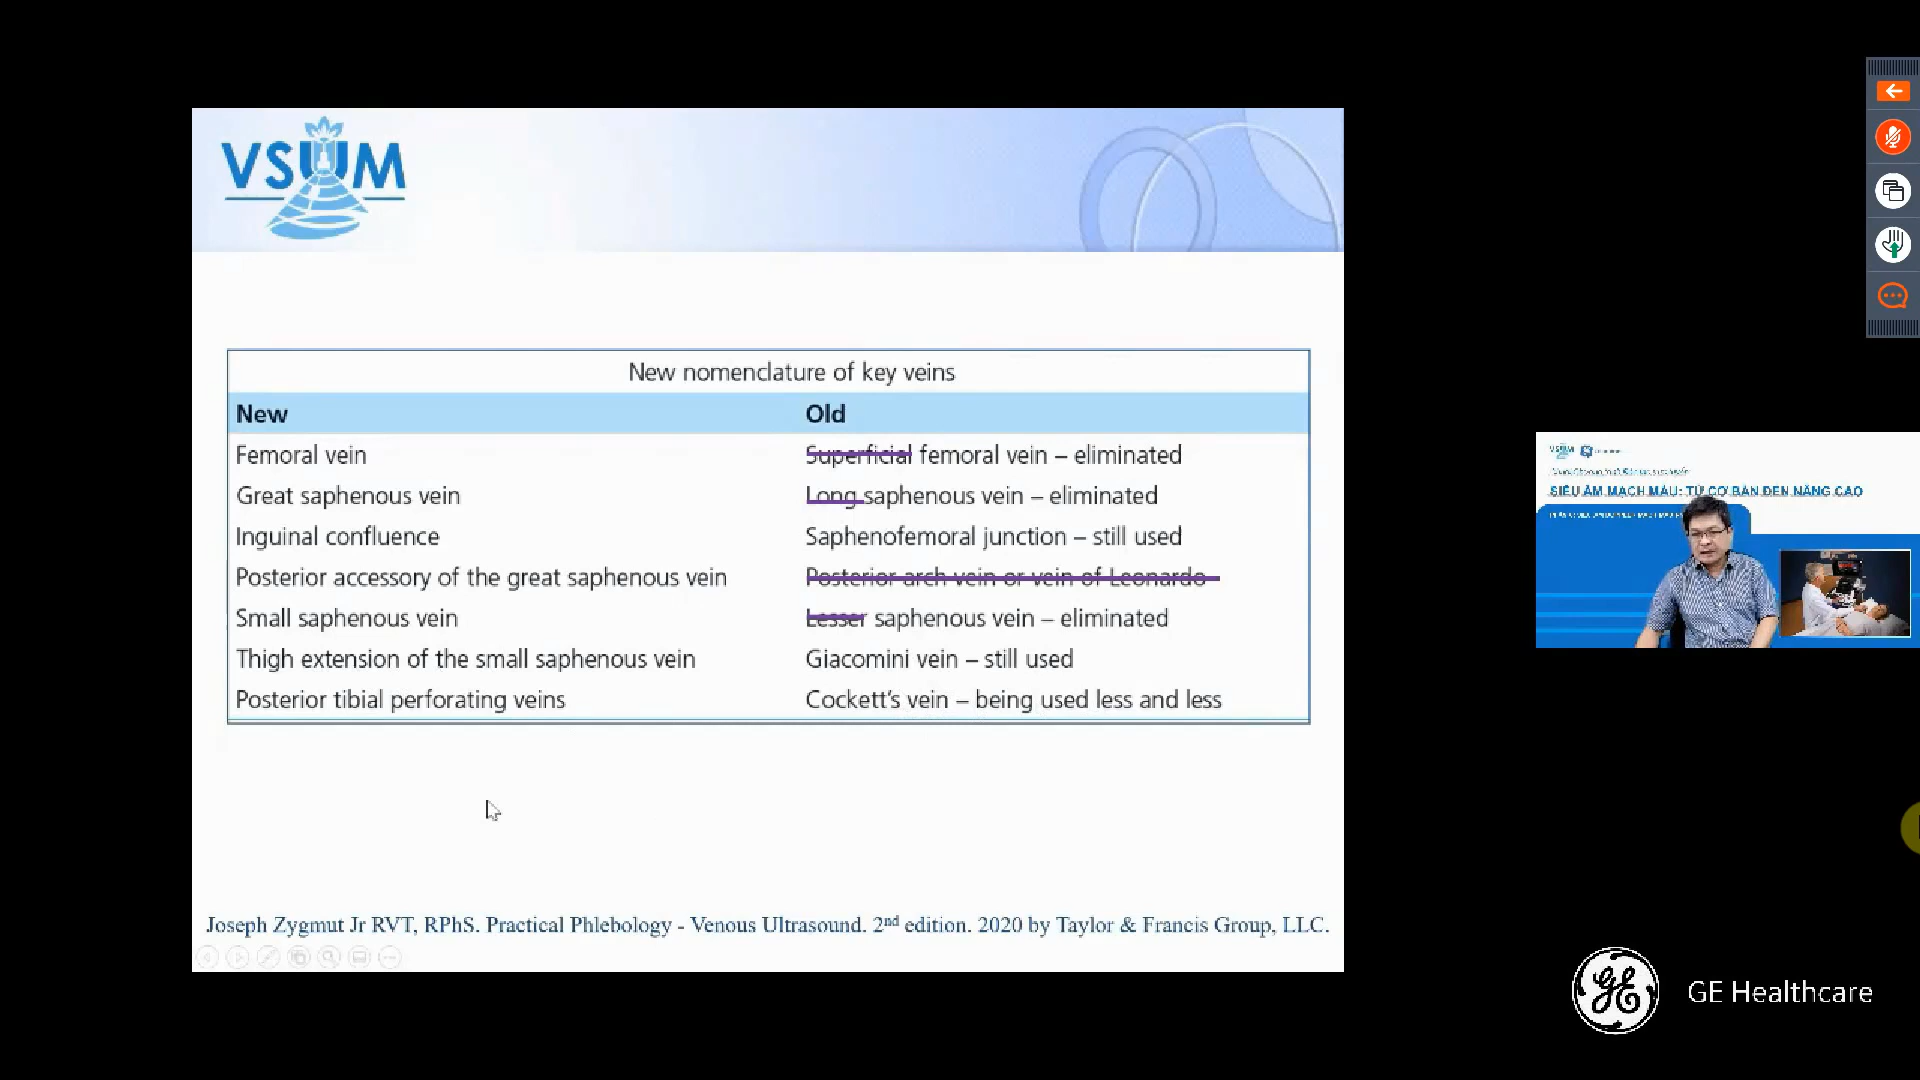 VSUM
New nomenclature of key veins
New Old
Femoral vein Superficial femoral vein – eliminated
Great saphenous vein Long saphenous vein – eliminated
Inguinal confluence Saphenofemoral junction – still used
Posterior accessory of the great saphenous vein Posterior arch vein or vein of Leonardo
Small saphenous vein Lesser saphenous vein – eliminated
Thigh extension of the small saphenous vein Giacomini vein – still used
Posterior tibial perforating veins Cockett's vein – being used less and less
Joseph Zygmut Jr RVT, RPhS. Practical Phlebology - Venous Ultrasound. 2nd edition. 2020 by Taylor & Francis Group, LLC.
VSUM
SIÊU ÂM MẠCH MÁU: TỪ CƠ BẢN ĐẾN NÂNG CAO
GE Healthcare